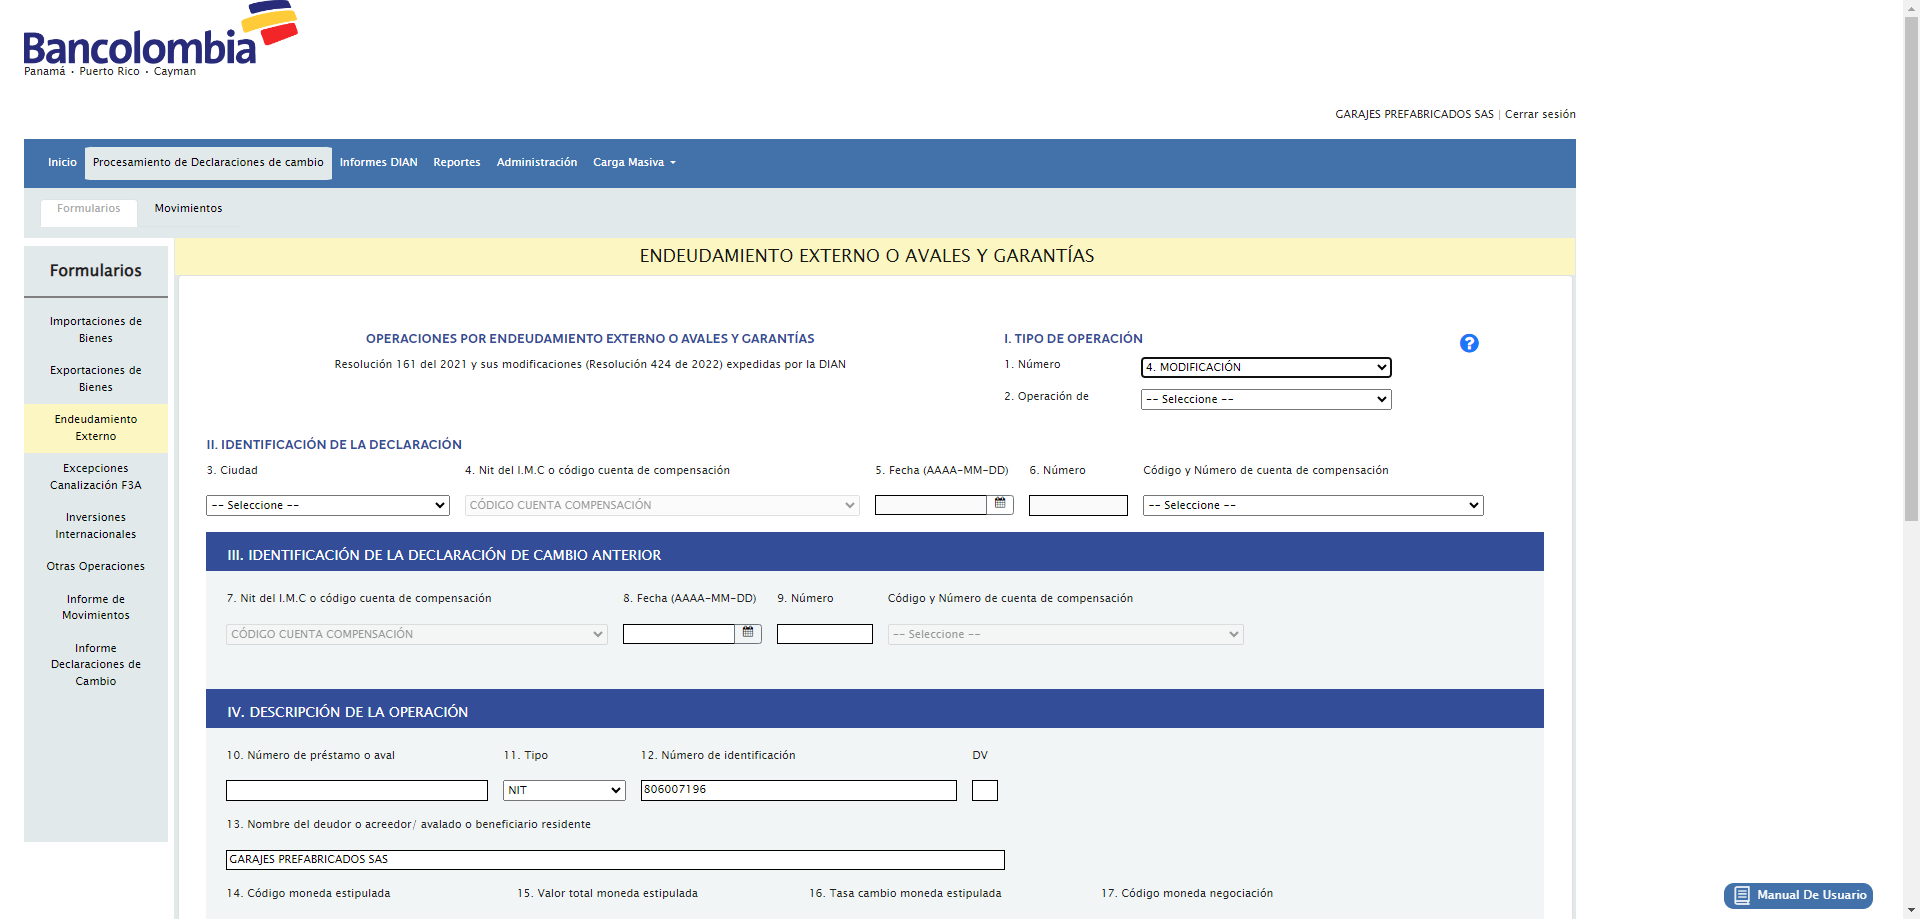 Bancolombia
Panamá • Puerto Rico • Cayman
GARAJES PREFABRICADOS SAS | Cerrar sesión
Inicio Procesamiento de Declaraciones de cambio Informes DIAN Reportes Administración Carga Masiva
Formularios Movimientos
Formularios
Importaciones de
Bienes
Exportaciones de
Bienes
Endeudamiento
Externo
Excepciones
Canalización F3A
Inversiones
Internacionales
Otras Operaciones
Informe de
Movimientos
Informe
Declaraciones de
Cambio
ENDEUDAMIENTO EXTERNO O AVALES Y GARANTÍAS
OPERACIONES POR ENDEUDAMIENTO EXTERNO O AVALES Y GARANTÍAS
Resolución 161 del 2021 y sus modificaciones (Resolución 424 de 2022) expedidas por la DIAN
I. TIPO DE OPERACIÓN
?
1. Número 4. MODIFICACIÓN
2. Operación de -- Seleccione --
II. IDENTIFICACIÓN DE LA DECLARACIÓN
3. Ciudad 4. Nit del I.M.C o código cuenta de compensación 5. Fecha (AAAA-MM-DD) 6. Número Código y Número de cuenta de compensación
-- Seleccione -- CÓDIGO CUENTA COMPENSACIÓN -- Seleccione --
III. IDENTIFICACIÓN DE LA DECLARACIÓN DE CAMBIO ANTERIOR
7. Nit del I.M.C o código cuenta de compensación 8. Fecha (AAAA-MM-DD) 9. Número Código y Número de cuenta de compensación
CÓDIGO CUENTA COMPENSACIÓN -- Seleccione --
IV. DESCRIPCIÓN DE LA OPERACIÓN
10. Número de préstamo o aval 11. Tipo 12. Número de identificación DV
NIT 806007196
13. Nombre del deudor o acreedor/ avalado o beneficiario residente
GARAJES PREFABRICADOS SAS
14. Código moneda estipulada 15. Valor total moneda estipulada 16. Tasa cambio moneda estipulada 17. Código moneda negociación
Manual De Usuario